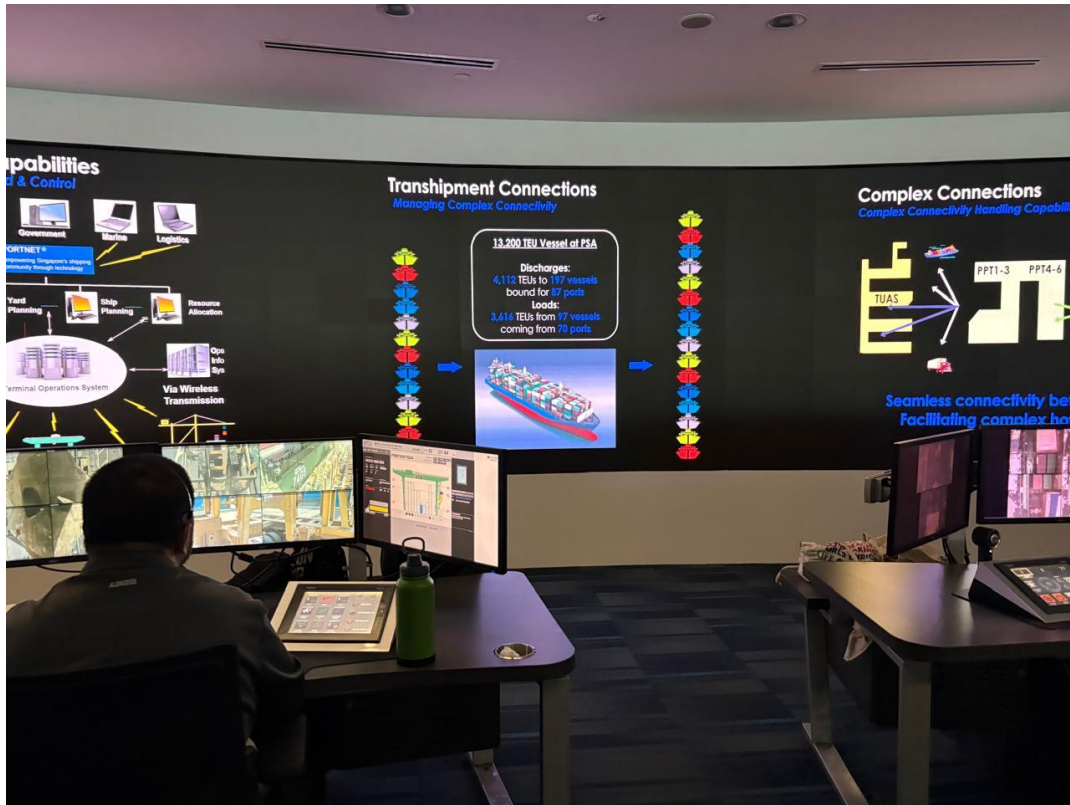 apabilities
d & Control
Government
Marine
Logistics
PORTNET®
mpowering Singapore's shipping
ommunity through technology
Yard
Planning
Ship
Planning
Resource
Allocation
Ops
Info
Sys
Terminal Operations System
Via Wireless
Transmission
Transhipment Connections
Managing Complex Connectivity
13,200 TEU Vessel at PSA
Discharges:
4,112 TEUs to 197 vessels
bound for 87 ports
Loads:
3,616 TEUs from 97 vessels
coming from 70 ports
Complex Connections
Complex Connectivity Handling Capabili
TUAS
PPT1-3
PPT4-6
Seamless connectivity be
Facilitating complex